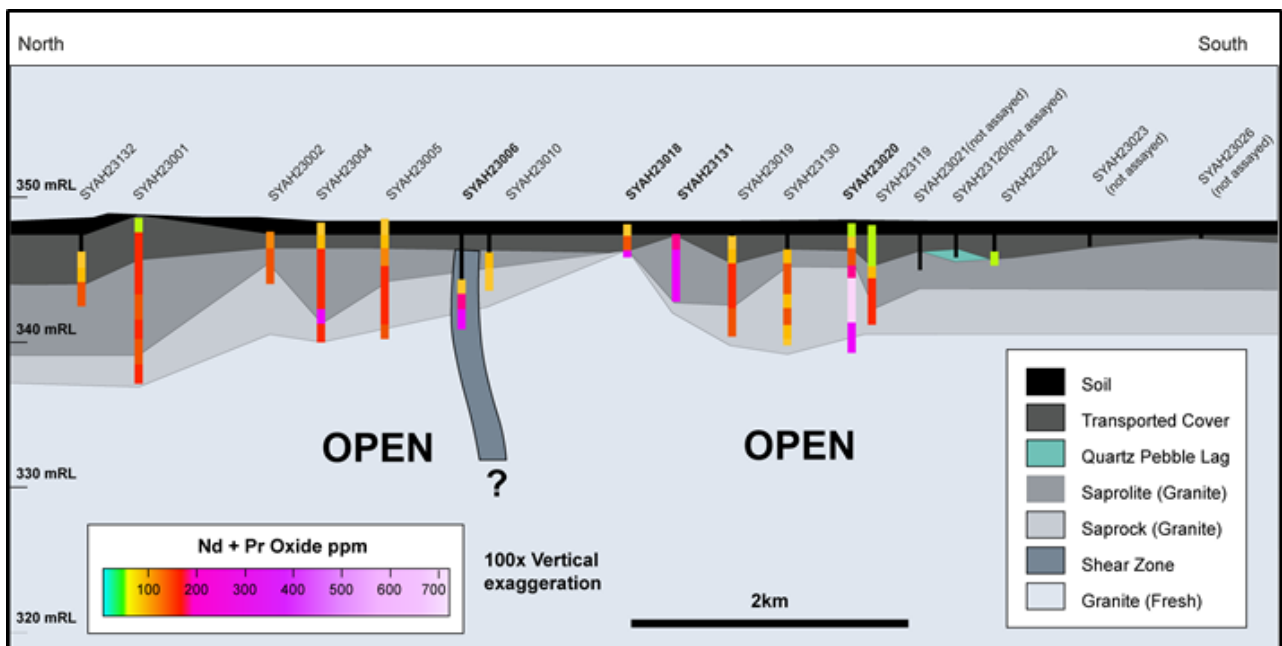 North
South
SYAH23132
SYAH23001
SYAH23002
SYAH23004
SYAH23005
SYAH23006
SYAH23010
SYAH23018
SYAH23131
SYAH23019
SYAH23130
SYAH23020
SYAH23119
SYAH23021(not assayed)
SYAH23120(not assayed)
SYAH23022
SYAH23023
(not assayed)
SYAH23026
(not assayed)
350 mRL
340 mRL
330 mRL
320 mRL
OPEN
OPEN
?
Nd + Pr Oxide ppm
100 200 300 400 500 600 700
100x Vertical
exaggeration
2km
Soil
Transported Cover
Quartz Pebble Lag
Saprolite (Granite)
Saprock (Granite)
Shear Zone
Granite (Fresh)